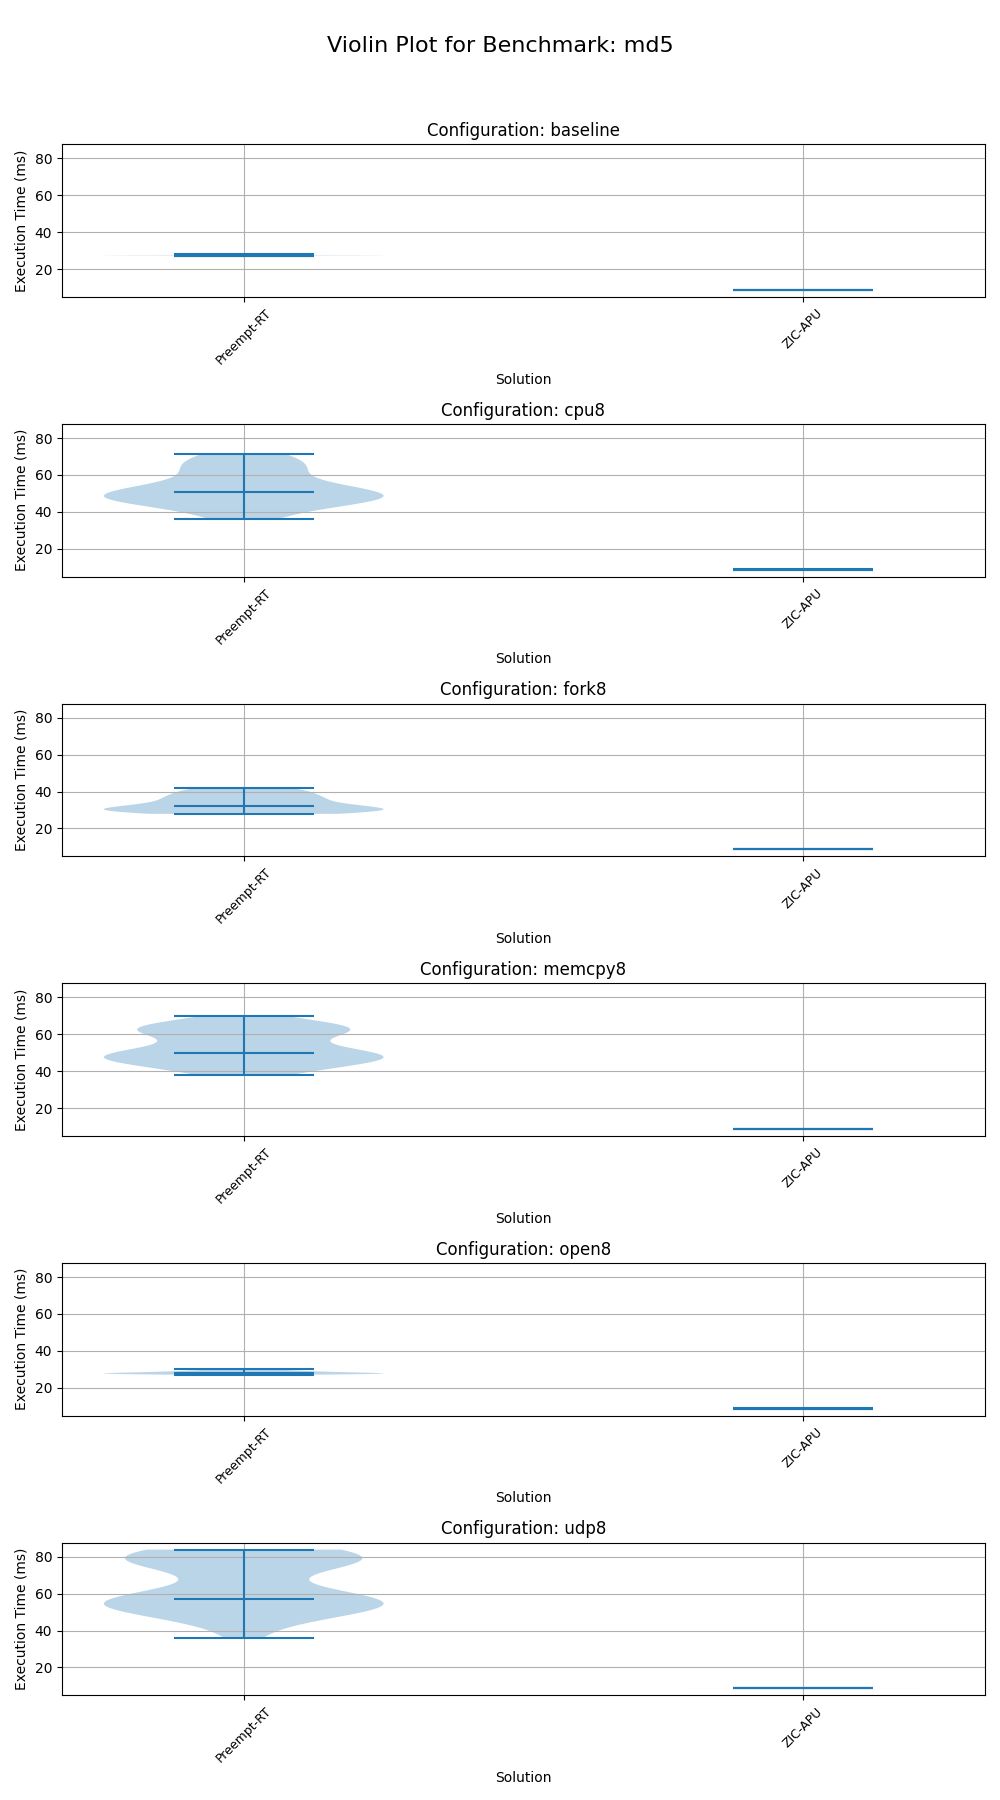 Violin Plot for Benchmark: md5
Configuration: baseline
Execution Time (ms)
80
60
40
20
Preempt-RT
ZIC-APU
Solution
Configuration: cpu8
Execution Time (ms)
80
60
40
20
Preempt-RT
ZIC-APU
Solution
Configuration: fork8
Execution Time (ms)
80
60
40
20
Preempt-RT
ZIC-APU
Solution
Configuration: memcpy8
Execution Time (ms)
80
60
40
20
Preempt-RT
ZIC-APU
Solution
Configuration: open8
Execution Time (ms)
80
60
40
20
Preempt-RT
ZIC-APU
Solution
Configuration: udp8
Execution Time (ms)
80
60
40
20
Preempt-RT
ZIC-APU
Solution